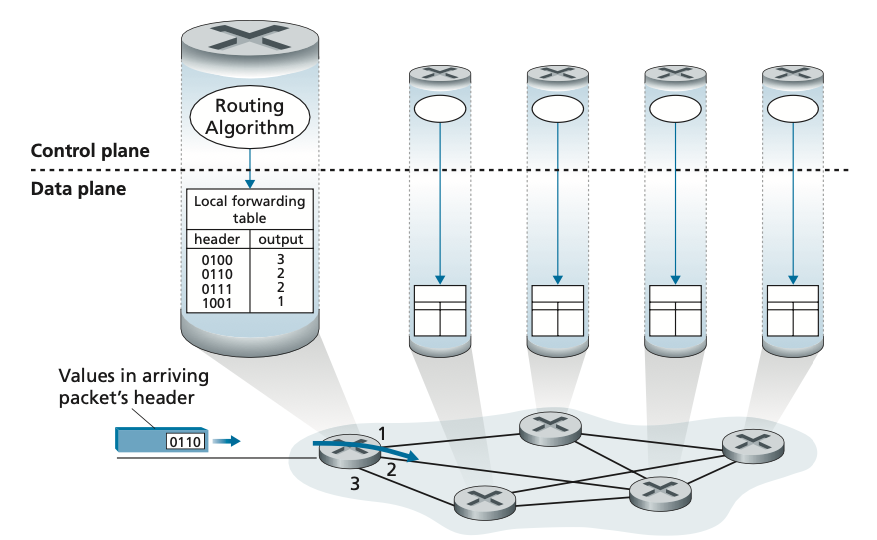 Routing
Algorithm
Control plane
Data plane
Local forwarding
table
header output
0100 3
0110 2
0111 2
1001 1
Values in arriving
packet's header
0110
1
2
3